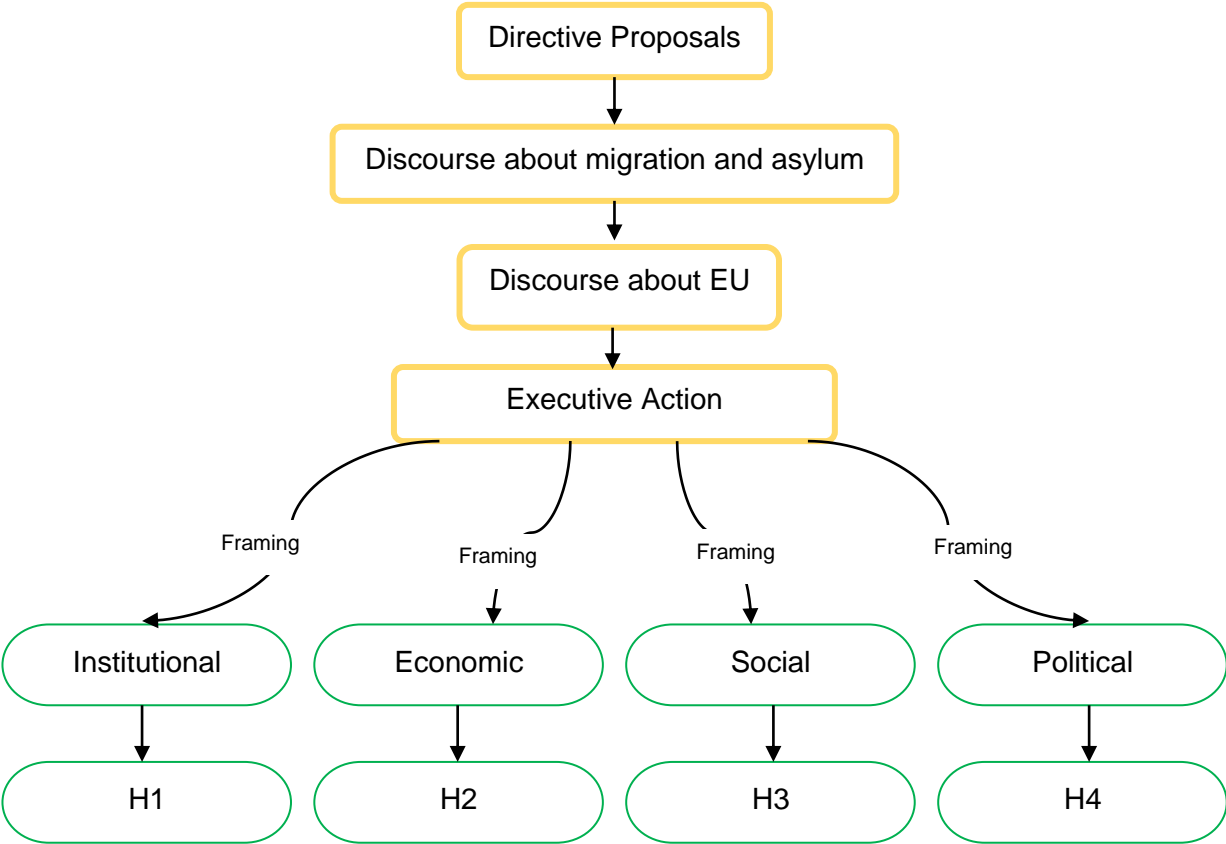 Directive Proposals
Discourse about migration and asylum
Discourse about EU
Executive Action
Framing
Framing
Framing
Framing
Institutional
Economic
Social
Political
H1
H2
H3
H4